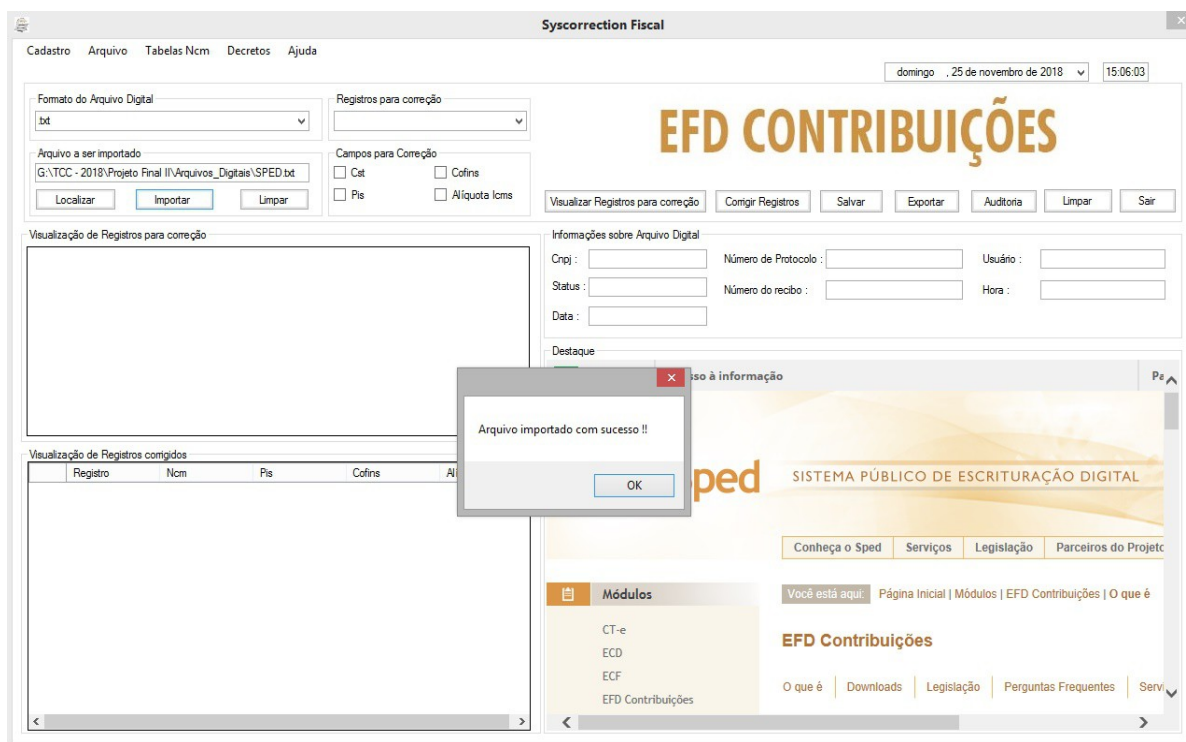 Syscorrection Fiscal
Cadastro Arquivo Tabelas Ncm Decretos Ajuda
domingo , 25 de novembro de 2018 15:06:03
Formato do Arquivo Digital
.txt
Registros para correção
EFD CONTRIBUIÇÕES
Arquivo a ser importado
G:\TCC - 2018\Projeto Final II\Arquivos_Digitais\SPED.txt
Localizar Importar Limpar
Campos para Correção
Cst Cofins
Pis Alíquota Icms
Visualizar Registros para correção Corrigir Registros Salvar Exportar Auditoria Limpar Sair
Visualização de Registros para correção
Informações sobre Arquivo Digital
Cnpj : Número de Protocolo : Usuário :
Status : Número do recibo : Hora :
Data :
Destaque
sso à informação
Arquivo importado com sucesso !!
OK
Visualização de Registros corrigidos
Registro Ncm Pis Cofins Alí
ped
SISTEMA PÚBLICO DE ESCRITURAÇÃO DIGITAL
Conheça o Sped Serviços Legislação Parceiros do Projeto
Módulos
CT-e
ECD
ECF
EFD Contribuições
Você está aqui: Página Inicial | Módulos | EFD Contribuições | O que é
EFD Contribuições
O que é Downloads Legislação Perguntas Frequentes Servi